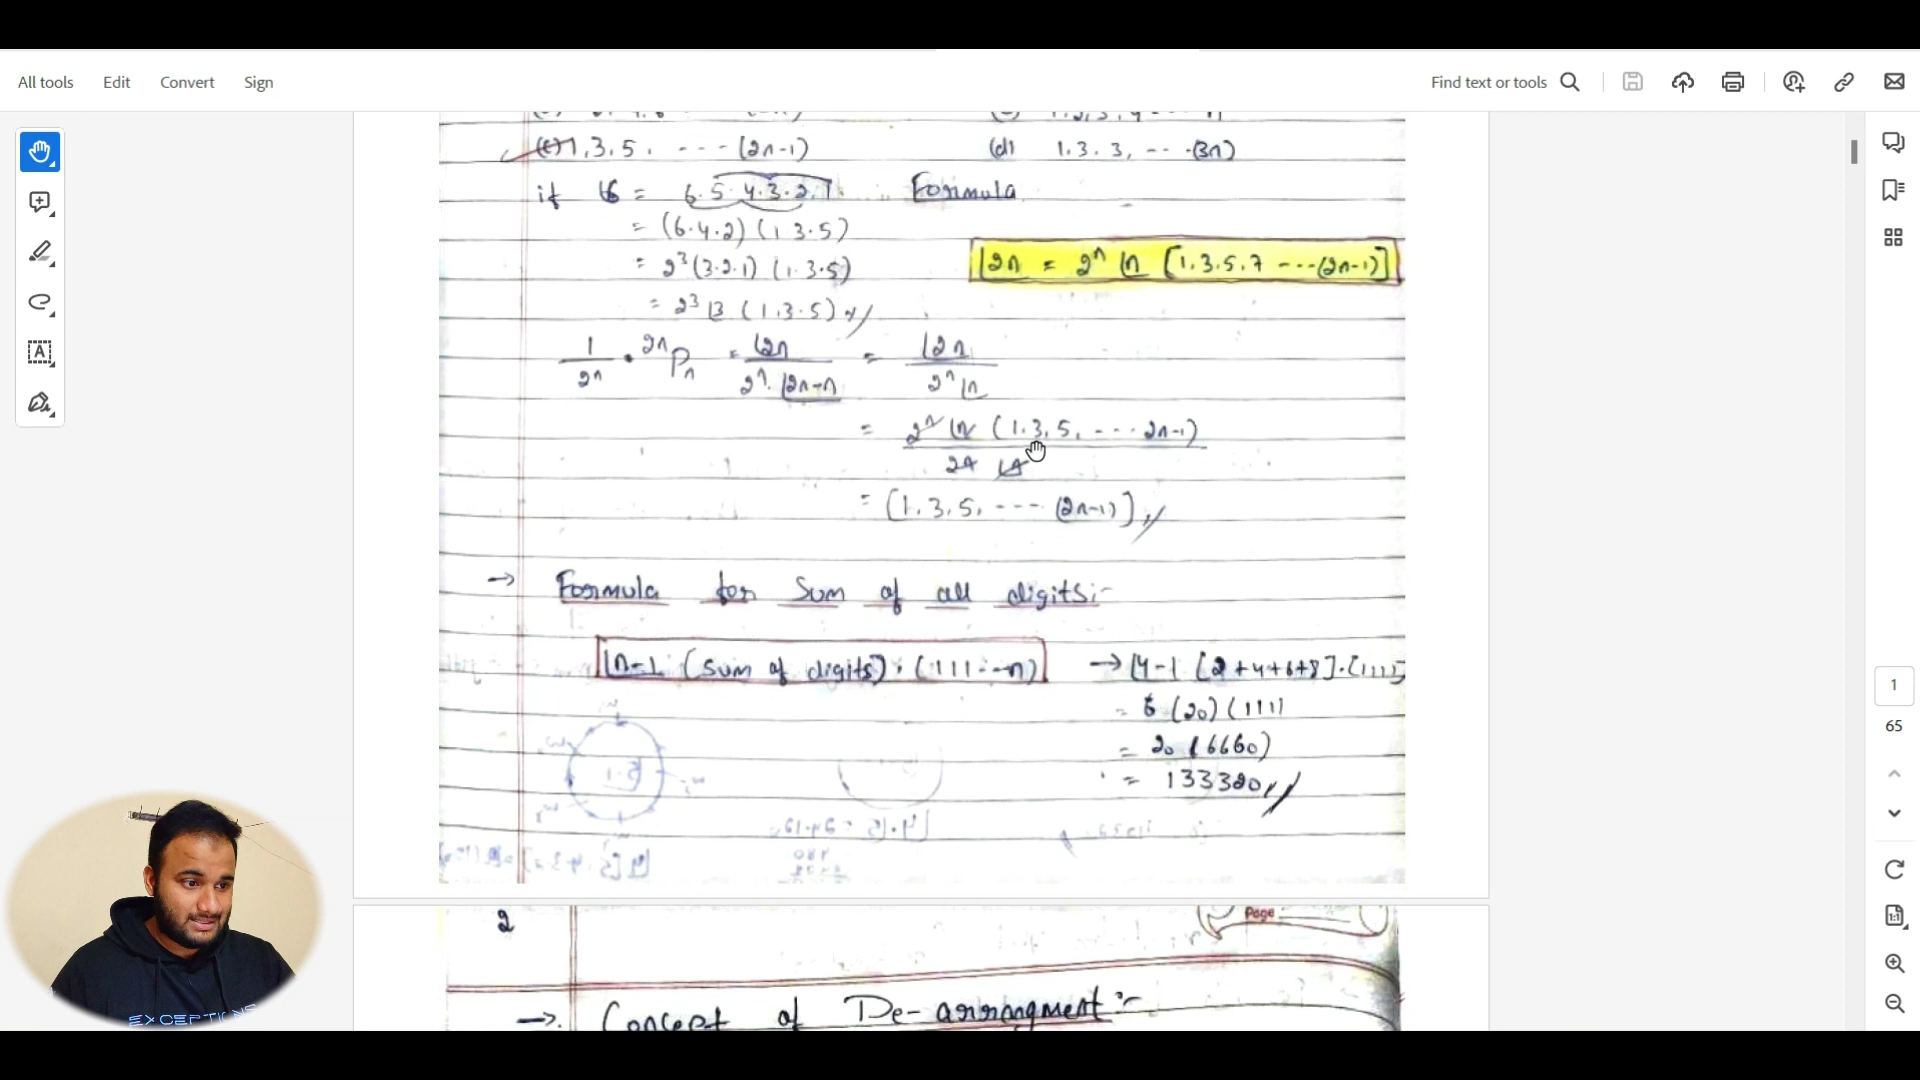 All tools Edit Convert Sign Find text or tools
1,3,5, --- (2n-1) (d) 1.3.3, -- -(3n)
if 6 = 6.5.4.3.2.1 Formula
= (6.4.2) (1.3.5)
= 2³(3.2.1) (1.3.5) |2n = 2ⁿ |n [1.3.5.7 ---(2n-1)]
= 2³ |3 (1.3.5)//
1/2ⁿ . ²ⁿPₙ = |2n / 2ⁿ.|2n-n = |2n / 2ⁿ|n
= 2ⁿ |n (1.3.5, --- 2n-1) / 2ⁿ |n
= [1.3.5, --- (2n-1)]//
→ Formula for Sum of all digits:-
|n-1 (sum of digits).(111---n) → |4-1 [2+4+6+8].(1111)
= 6 (20) (1111
= 20 (6660)
= 133320//
1
65
EXCEPTION
2 Page
→ Concept of De-arrangment:-